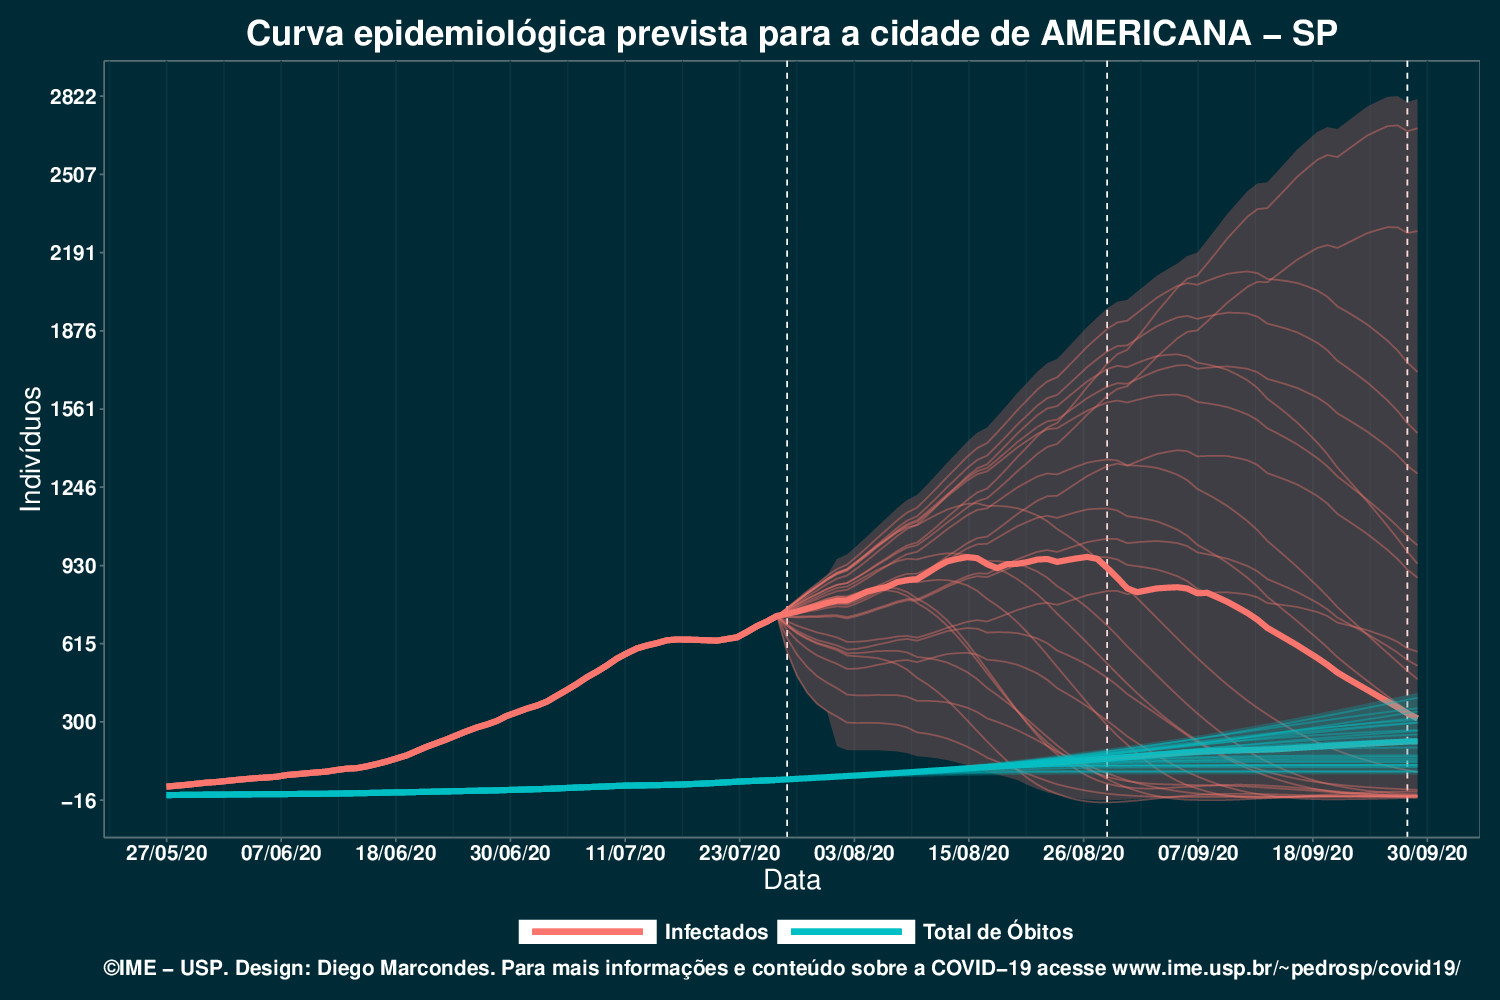 Curva epidemiológica prevista para a cidade de AMERICANA − SP
2822
2507
2191
1876
1561
1246
930
615
300
−16
Indivíduos
27/05/20 07/06/20 18/06/20 30/06/20 11/07/20 23/07/20 03/08/20 15/08/20 26/08/20 07/09/20 18/09/20 30/09/20
Data
Infectados Total de Óbitos
©IME − USP. Design: Diego Marcondes. Para mais informações e conteúdo sobre a COVID−19 acesse www.ime.usp.br/~pedrosp/covid19/